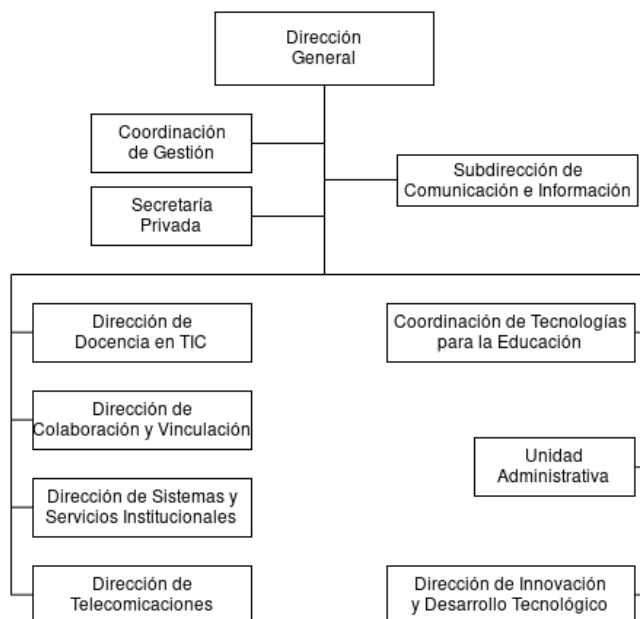 Dirección
General
Coordinación
de Gestión
Subdirección de
Comunicación e Información
Secretaría
Privada
Dirección de
Docencia en TIC
Coordinación de Tecnologías
para la Educación
Dirección de
Colaboración y Vinculación
Unidad
Administrativa
Dirección de Sistemas y
Servicios Institucionales
Dirección de
Telecomicaciones
Dirección de Innovación
y Desarrollo Tecnológico